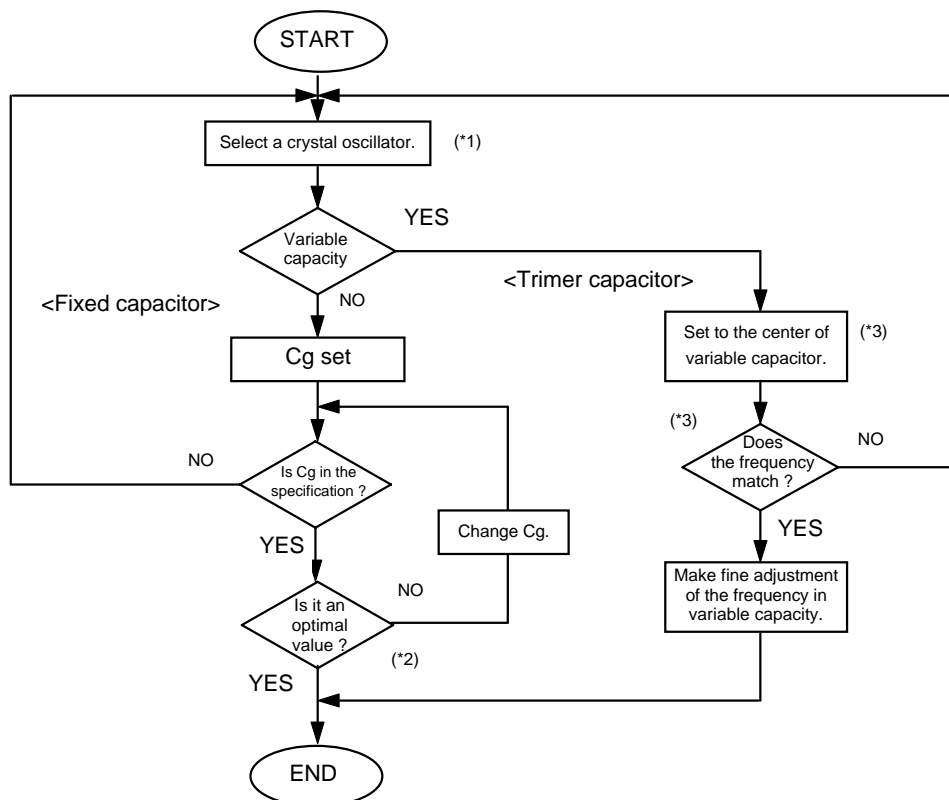 START
Select a crystal oscillator.
(*1)
YES
Variable
capacity
<Fixed capacitor>
NO
<Trimer capacitor>
Cg set
Set to the center of
variable capacitor.
(*3)
(*3)
Does
the frequency
match ?
NO
NO
Is Cg in the
specification ?
YES
Change Cg.
YES
Make fine adjustment
of the frequency in
variable capacity.
Is it an
optimal
value ?
NO
(*2)
YES
END